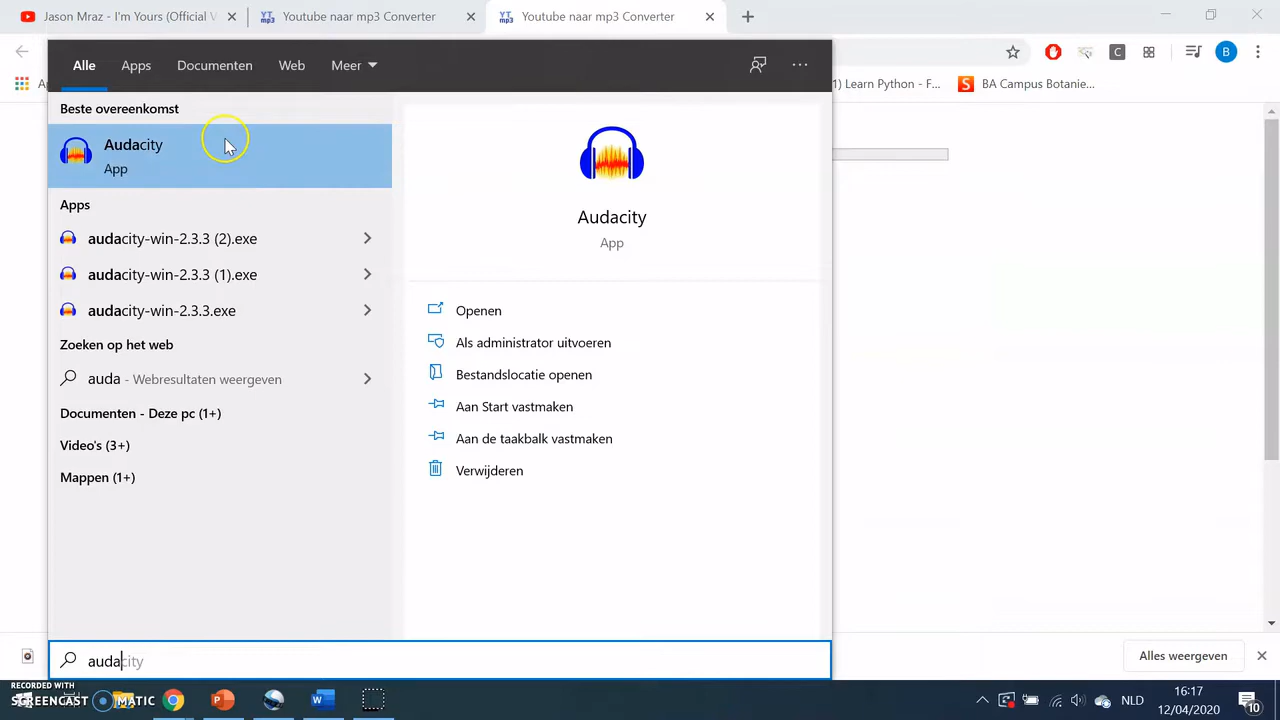 Jason Mraz - I'm Yours (Official V
Youtube naar mp3 Converter
Youtube naar mp3 Converter
Alle Apps Documenten Web Meer
) Learn Python - F...
BA Campus Botanie...
B
C
Beste overeenkomst
Audacity
App
Apps
audacity-win-2.3.3 (2).exe
audacity-win-2.3.3 (1).exe
audacity-win-2.3.3.exe
Zoeken op het web
auda - Webresultaten weergeven
Documenten - Deze pc (1+)
Video's (3+)
Mappen (1+)
Audacity
App
Openen
Als administrator uitvoeren
Bestandslocatie openen
Aan Start vastmaken
Aan de taakbalk vastmaken
Verwijderen
audacity
Alles weergeven
RECORDED WITH
SCREENCAST MATIC
NLD
16:17
12/04/2020
10